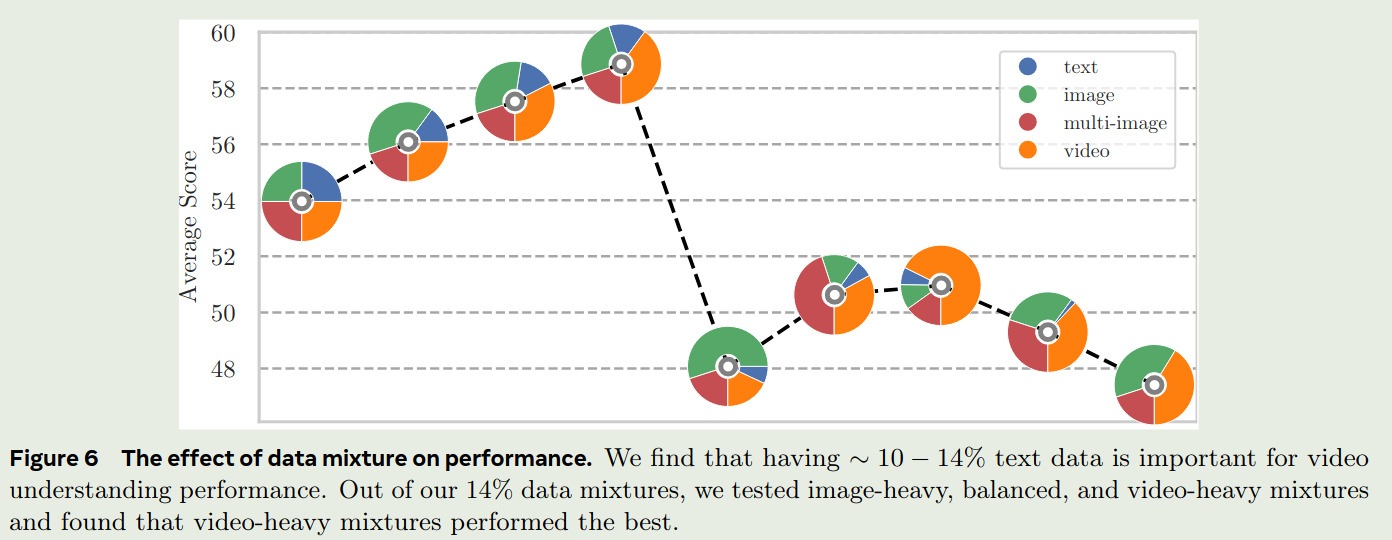 60
58
56
54
52
50
48
Average Score
text
image
multi-image
video
Figure 6 The effect of data mixture on performance. We find that having ∼ 10 − 14% text data is important for video
understanding performance. Out of our 14% data mixtures, we tested image-heavy, balanced, and video-heavy mixtures
and found that video-heavy mixtures performed the best.